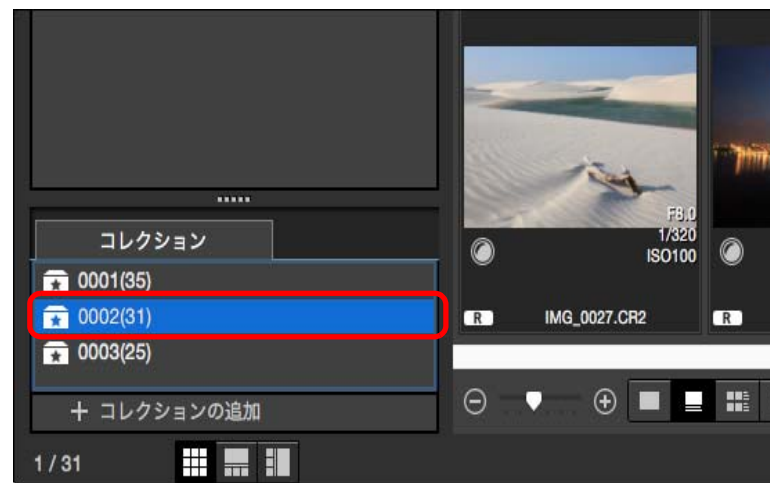 コレクション
0001(35)
0002(31)
0003(25)
+ コレクションの追加
1 / 31
F8.0
1/320
ISO100
R
IMG_0027.CR2
R